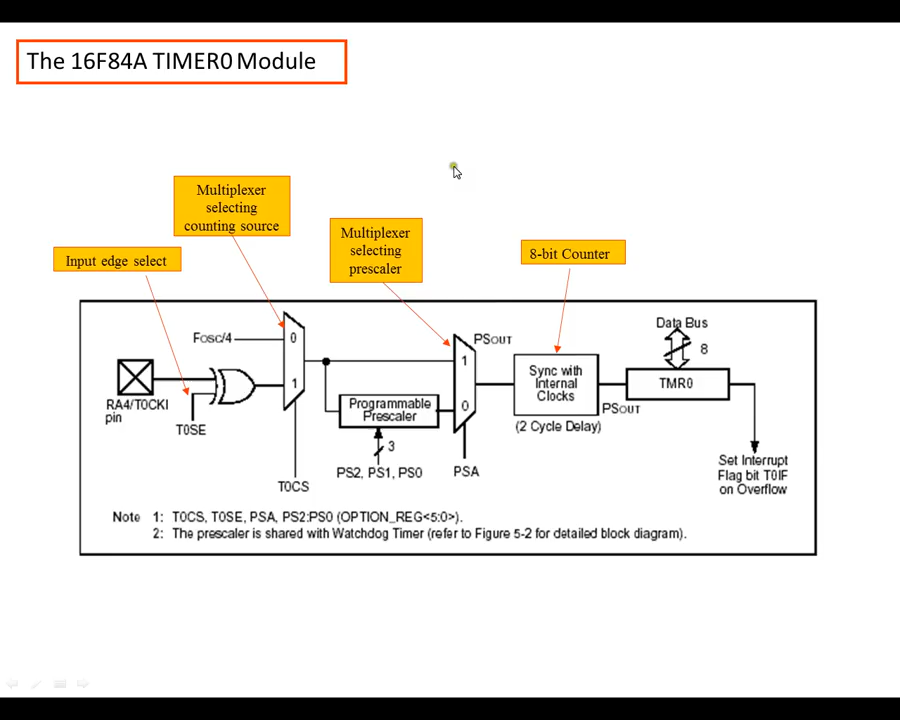 The 16F84A TIMER0 Module
Multiplexer
selecting
counting source
Multiplexer
selecting
prescaler
Input edge select
8-bit Counter
Data Bus
8
Fosc/4
0
1
PSout
1
0
RA4/T0CKI
pin
T0SE
T0CS
Programmable
Prescaler
3
PS2, PS1, PS0
PSA
Sync with
Internal
Clocks
(2 Cycle Delay)
PSout
TMR0
Set Interrupt
Flag bit T0IF
on Overflow
Note 1: T0CS, T0SE, PSA, PS2:PS0 (OPTION_REG<5:0>).
2: The prescaler is shared with Watchdog Timer (refer to Figure 5-2 for detailed block diagram).